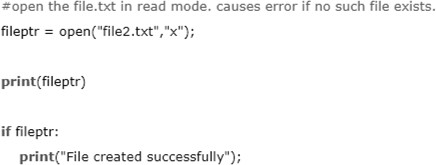 #open the file.txt in read mode. causes error if no such file exists.
fileptr = open("file2.txt","x");
print(fileptr)
if fileptr:
print("File created successfully");